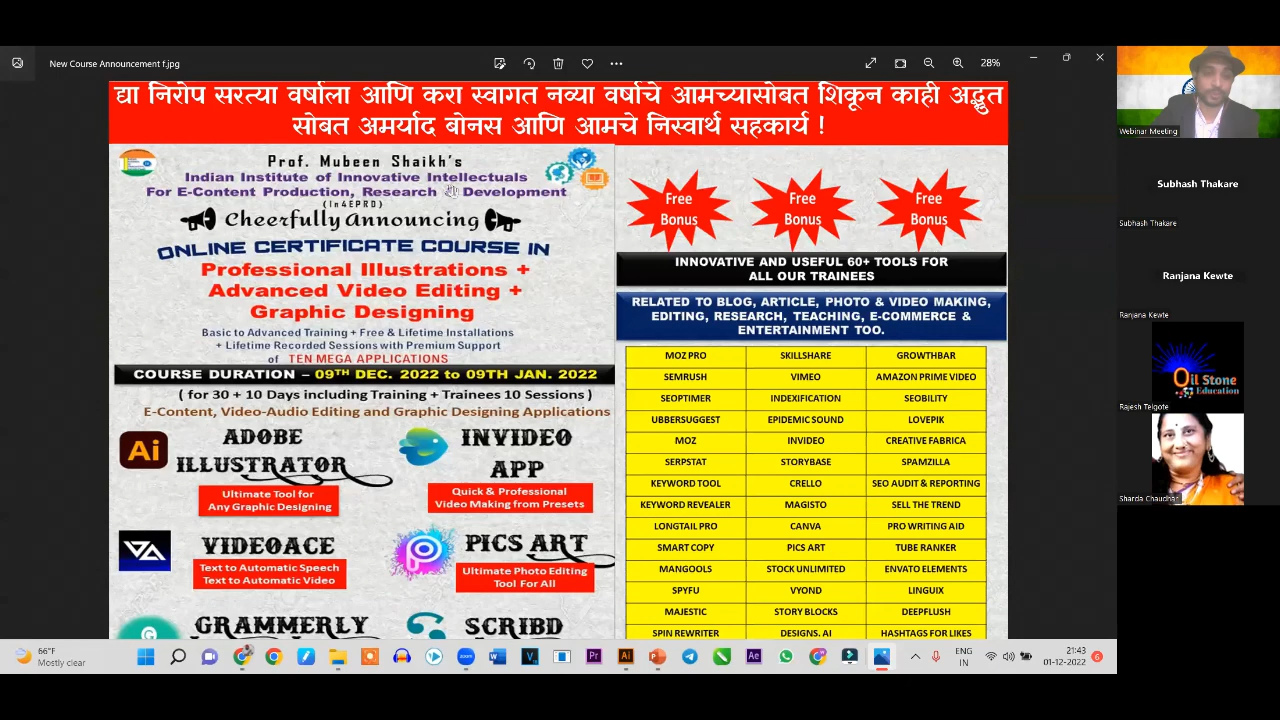 New Course Announcement f.jpg
28%
द्या निरोप सरत्या वर्षाला आणि करा स्वागत नव्या वर्षाचे आमच्यासोबत शिकून काही अद्भुत
सोबत अमर्याद बोनस आणि आमचे निस्वार्थ सहकार्य !
Prof. Mubeen Shaikh's
Indian Institute of Innovative Intellectuals
For E-Content Production, Research Development
(In4EPRD)
Cheerfully Announcing
ONLINE CERTIFICATE COURSE IN
Professional Illustrations +
Advanced Video Editing +
Graphic Designing
Basic to Advanced Training + Free & Lifetime Installations
+ Lifetime Recorded Sessions with Premium Support
of TEN MEGA APPLICATIONS
COURSE DURATION – 09TH DEC. 2022 to 09TH JAN. 2022
( for 30 + 10 Days including Training + Trainees 10 Sessions )
E-Content, Video-Audio Editing and Graphic Designing Applications
Ai
ADOBE
ILLUSTRATOR
Ultimate Tool for
Any Graphic Designing
INVIDEO
APP
Quick & Professional
Video Making from Presets
VIDEOACE
Text to Automatic Speech
Text to Automatic Video
PICS ART
Ultimate Photo Editing
Tool For All
GRAMMERLY
SCRIBD
Free
Bonus
Free
Bonus
Free
Bonus
INNOVATIVE AND USEFUL 60+ TOOLS FOR
ALL OUR TRAINEES
RELATED TO BLOG, ARTICLE, PHOTO & VIDEO MAKING,
EDITING, RESEARCH, TEACHING, E-COMMERCE &
ENTERTAINMENT TOO.
MOZ PRO SKILLSHARE GROWTHBAR
SEMRUSH VIMEO AMAZON PRIME VIDEO
SEOPTIMER INDEXIFICATION SEOBILITY
UBBERSUGGEST EPIDEMIC SOUND LOVEPIK
MOZ INVIDEO CREATIVE FABRICA
SERPSTAT STORYBASE SPAMZILLA
KEYWORD TOOL CRELLO SEO AUDIT & REPORTING
KEYWORD REVEALER MAGISTO SELL THE TREND
LONGTAIL PRO CANVA PRO WRITING AID
SMART COPY PICS ART TUBE RANKER
MANGOOLS STOCK UNLIMITED ENVATO ELEMENTS
SPYFU VYOND LINGUIX
MAJESTIC STORY BLOCKS DEEPFLUSH
SPIN REWRITER DESIGNS. AI HASHTAGS FOR LIKES
Webinar Meeting
Subhash Thakare
Subhash Thakare
Ranjana Kewte
Ranjana Kewte
Oil Stone
Education
Rajesh Telgote
Sharda Chaudhar
66°F
Mostly clear
ENG
IN
21:43
01-12-2022
6